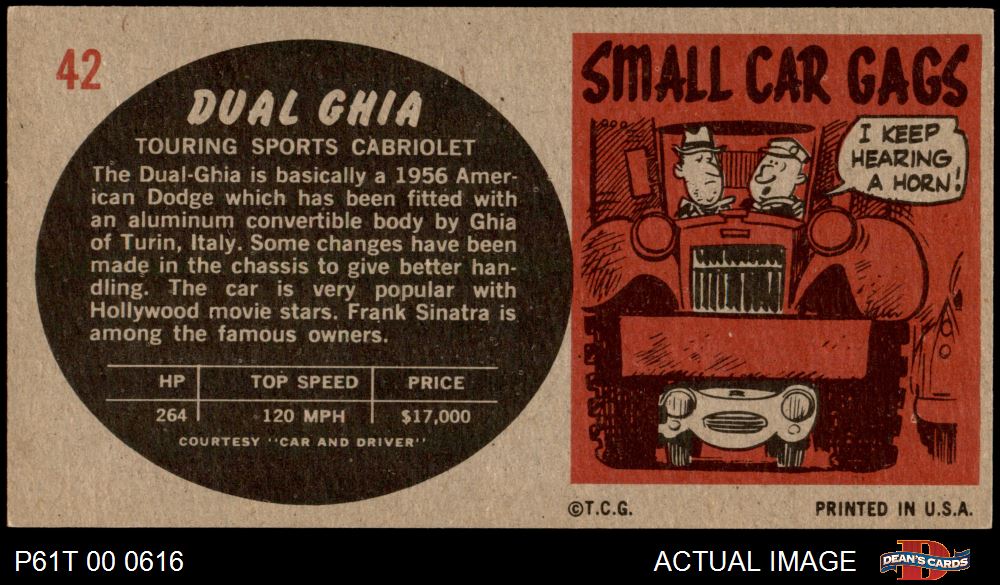 42
DUAL GHIA
TOURING SPORTS CABRIOLET
The Dual-Ghia is basically a 1956 Amer-
ican Dodge which has been fitted with
an aluminum convertible body by Ghia
of Turin, Italy. Some changes have been
made in the chassis to give better han-
dling. The car is very popular with
Hollywood movie stars. Frank Sinatra is
among the famous owners.
HP TOP SPEED PRICE
264 120 MPH $17,000
COURTESY "CAR AND DRIVER"
SMALL CAR GAGS
I KEEP
HEARING
A HORN!
©T.C.G. PRINTED IN U.S.A.
P61T 00 0616 ACTUAL IMAGE DEAN'S CARDS